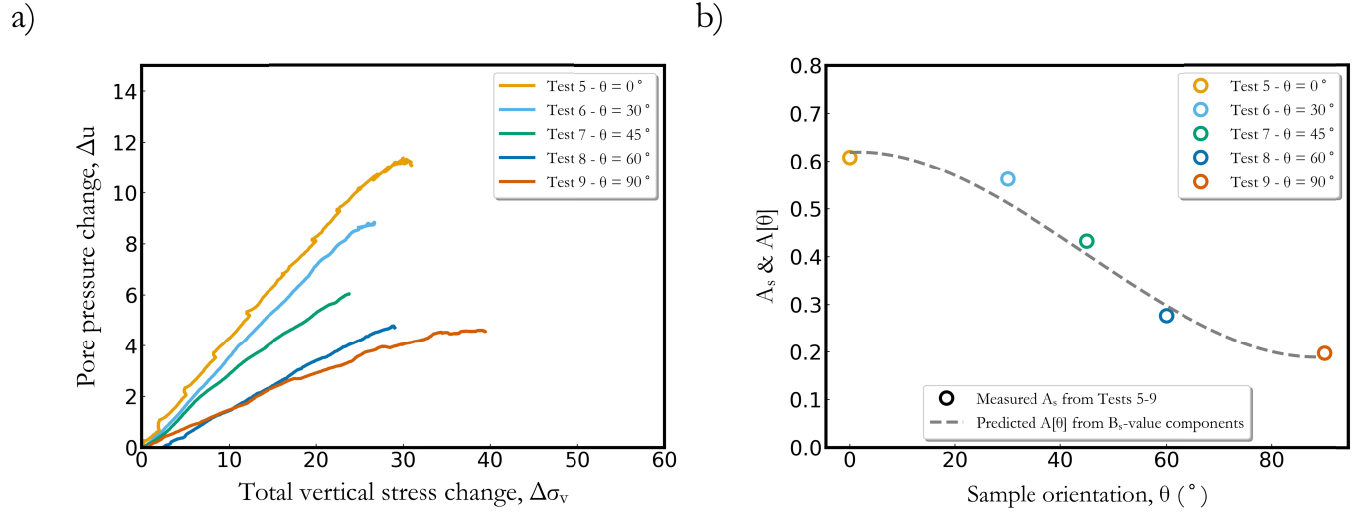 a)
Pore pressure change, Δu
14
12
10
8
6
4
2
0
0 10 20 30 40 50 60
Total vertical stress change, Δσv
Test 5 - θ = 0˚
Test 6 - θ = 30˚
Test 7 - θ = 45˚
Test 8 - θ = 60˚
Test 9 - θ = 90˚
b)
As & A[θ]
0.8
0.7
0.6
0.5
0.4
0.3
0.2
0.1
0.0
0 20 40 60 80
Sample orientation, θ (˚)
Test 5 - θ = 0˚
Test 6 - θ = 30˚
Test 7 - θ = 45˚
Test 8 - θ = 60˚
Test 9 - θ = 90˚
Measured As from Tests 5-9
Predicted A[θ] from Bs-value components